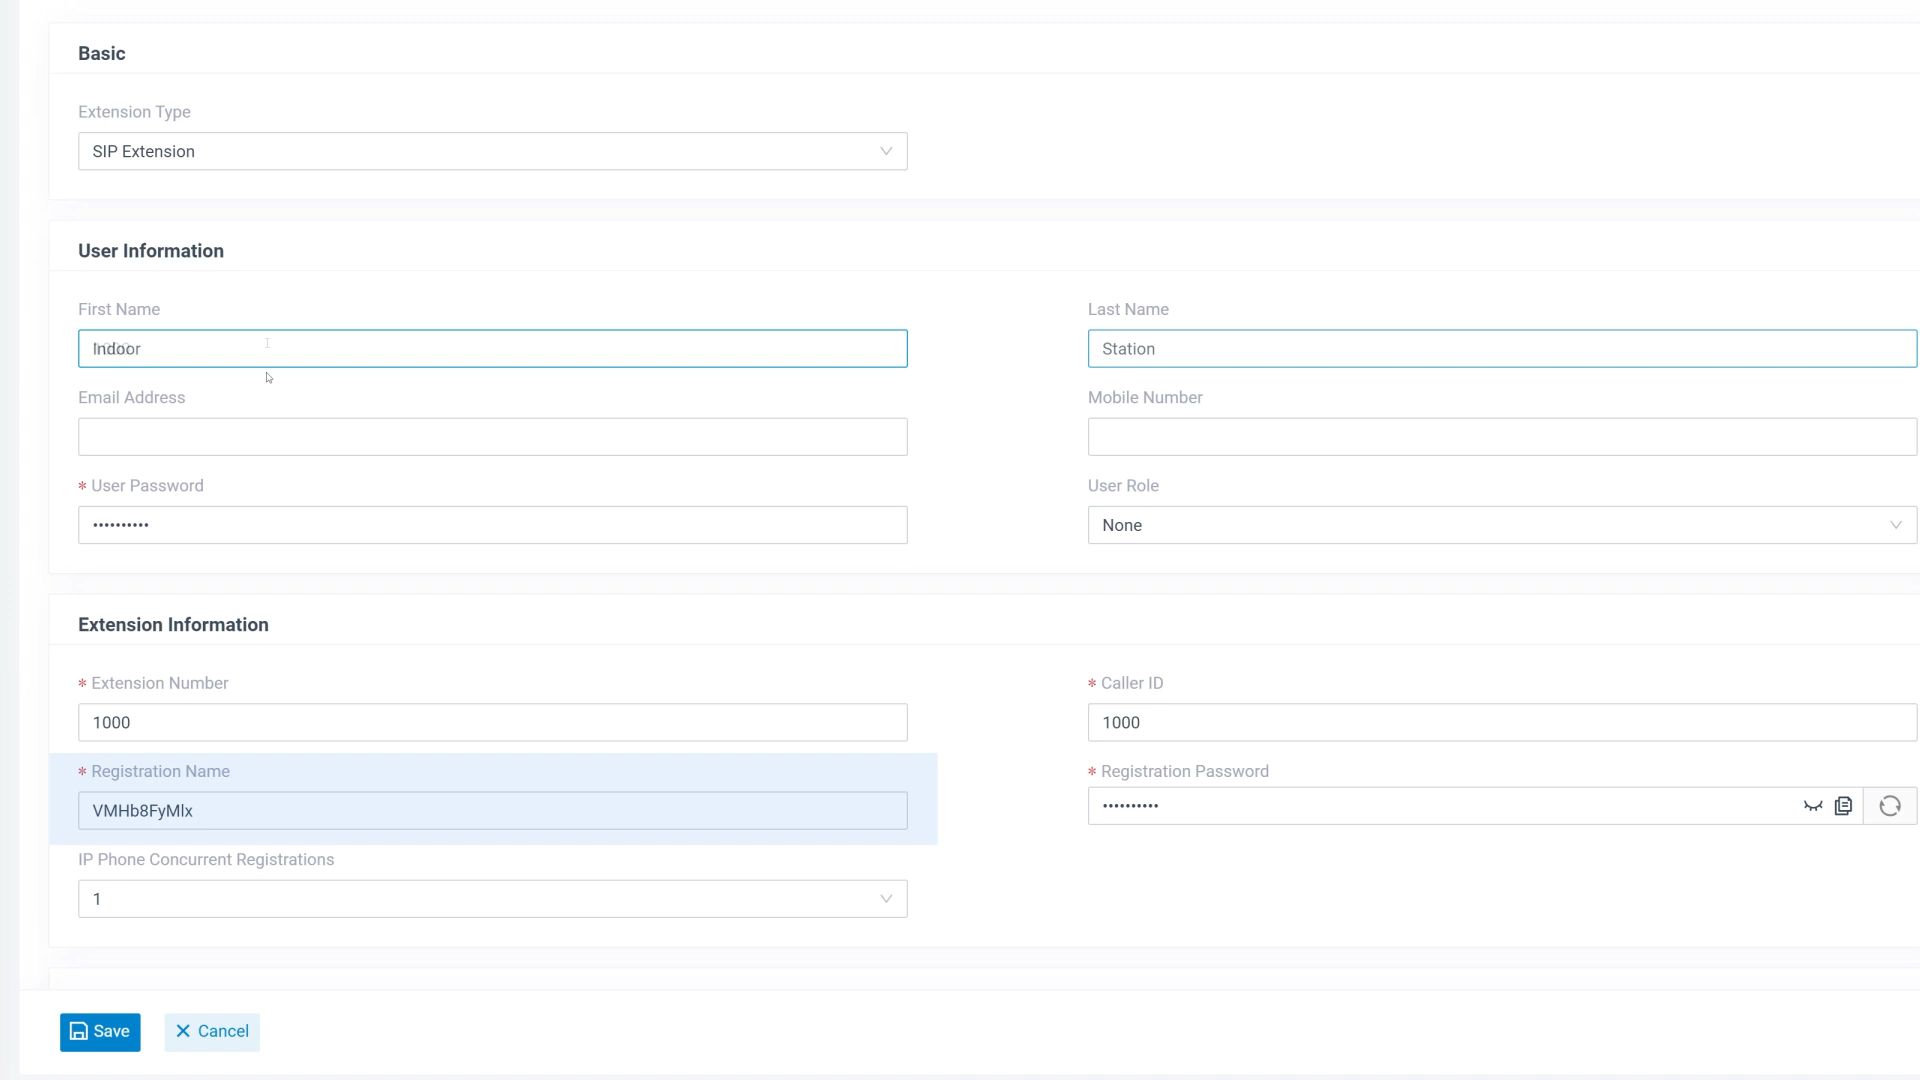 Basic
Extension Type
SIP Extension
User Information
First Name
Last Name
Indoor
Station
Email Address
Mobile Number
* User Password
User Role
••••••••••
None
Extension Information
* Extension Number
* Caller ID
1000
1000
* Registration Name
* Registration Password
VMHb8FyMlx
••••••••••
IP Phone Concurrent Registrations
1
Save
Cancel